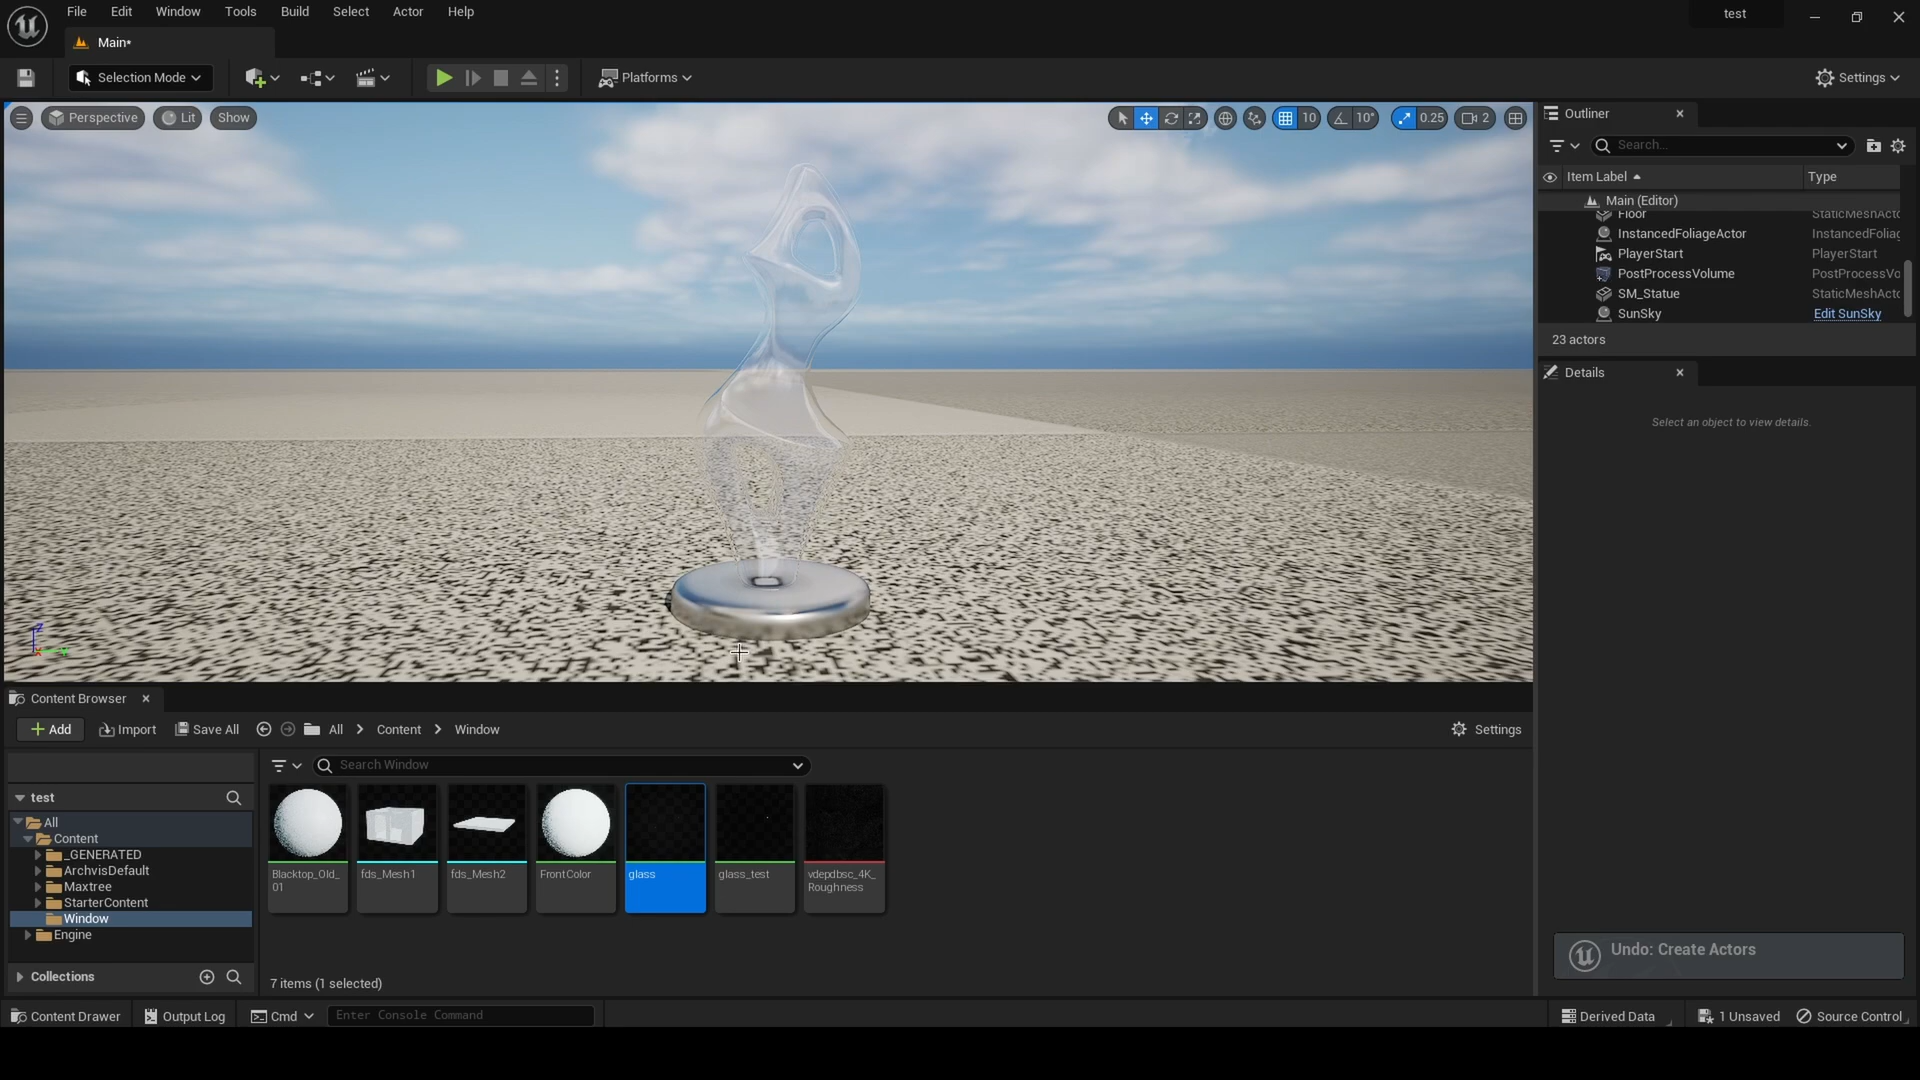 File Edit Window Tools Build Select Actor Help
test
Main*
Selection Mode
Platforms
Settings
Perspective
Lit
Show
10
10°
0.25
2
Outliner
Search...
Item Label
Type
Main (Editor)
Floor
StaticMeshActo
InstancedFoliageActor
InstancedFoliag
PlayerStart
PlayerStart
PostProcessVolume
PostProcessVo
SM_Statue
StaticMeshActo
SunSky
Edit SunSky
23 actors
Details
Select an object to view details.
Z
Content Browser
Add
Import
Save All
All
Content
Window
Settings
Search Window
test
All
Content
_GENERATED
ArchvisDefault
Maxtree
StarterContent
Window
Engine
Collections
Blacktop_Old_
01
fds_Mesh1
fds_Mesh2
FrontColor
glass
glass_test
vdepdbsc_4K_
Roughness
7 items (1 selected)
Undo: Create Actors
Content Drawer
Output Log
Cmd
Enter Console Command
Derived Data
1 Unsaved
Source Control